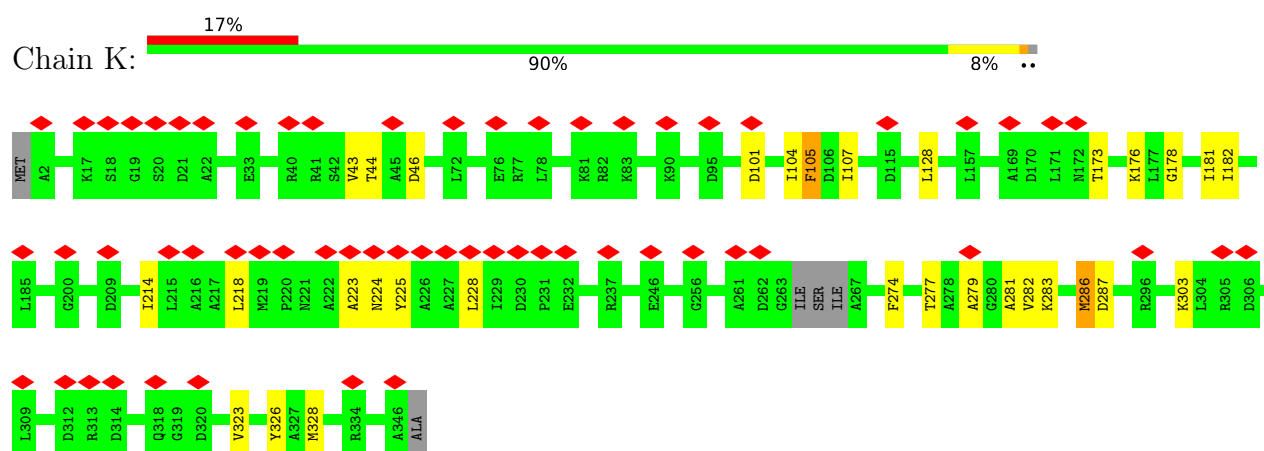 17%
Chain K:
90% 8% ••
MET A2 K17 S18 G19 S20 D21 A22 E33 R40 R41 S42 V43 T44 A45 D46 L72 E76 R77 L78 K81 R82 K83 K90 D95 D101 I104 F105 D106 I107 D115 L128 L157 A169 D170 L171 N172 T173 K176 L177 G178 I181 I182
L185 G200 D209 I214 L215 A216 A217 L218 M219 P220 N221 A222 A223 N224 Y225 A226 A227 L228 I229 D230 P231 E232 R237 E246 G256 A261 D262 G263 ILE SER ILE A267 F274 T277 A278 A279 G280 A281 V282 K283 M286 D287 R296 K303 L304 R305 D306
L309 D312 R313 D314 Q318 G319 D320 V323 Y326 A327 M328 R334 A346 ALA